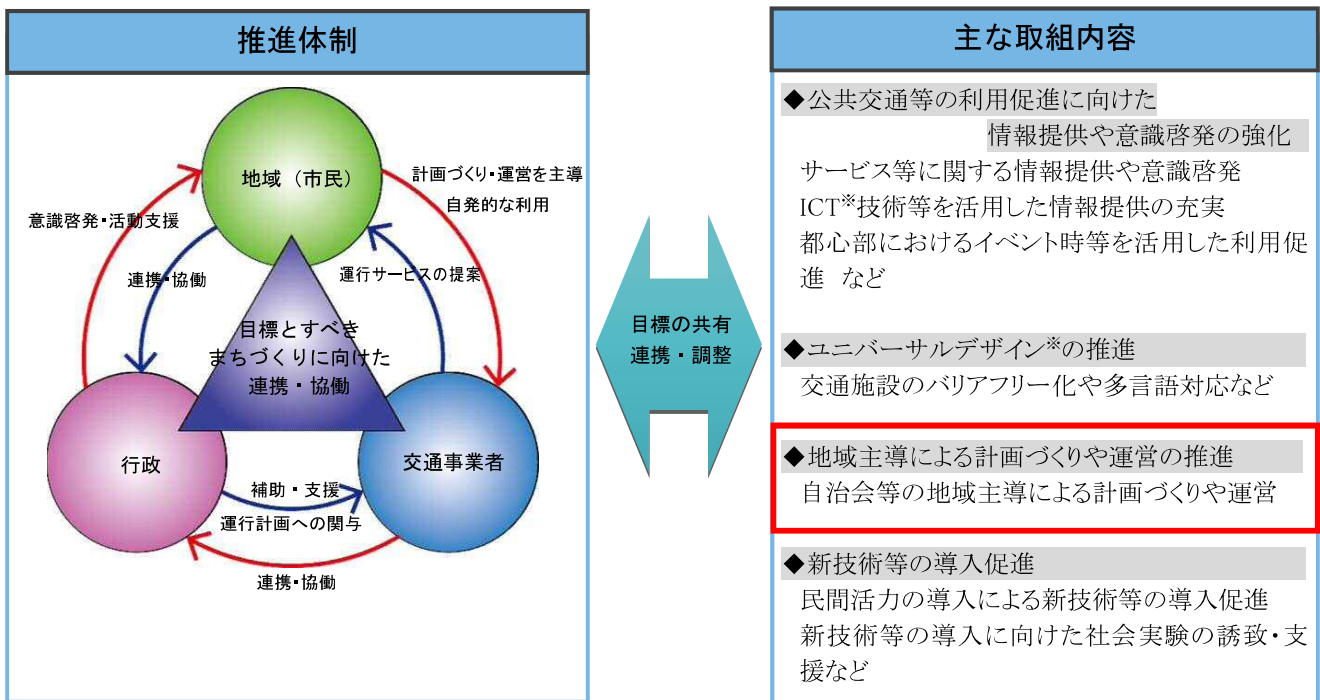 推進体制
地域（市民）
計画づくり・運営を主導
自発的な利用
意識啓発・活動支援
連携・協働
運行サービスの提案
目標とすべき
まちづくりに向けた
連携・協働
行政
交通事業者
補助・支援
運行計画への関与
連携・協働
目標の共有
連携・調整
主な取組内容
◆公共交通等の利用促進に向けた
情報提供や意識啓発の強化
サービス等に関する情報提供や意識啓発
ICT※技術等を活用した情報提供の充実
都心部におけるイベント時等を活用した利用促
進 など
◆ユニバーサルデザイン※の推進
交通施設のバリアフリー化や多言語対応など
◆地域主導による計画づくりや運営の推進
自治会等の地域主導による計画づくりや運営
◆新技術等の導入促進
民間活力の導入による新技術等の導入促進
新技術等の導入に向けた社会実験の誘致・支
援など